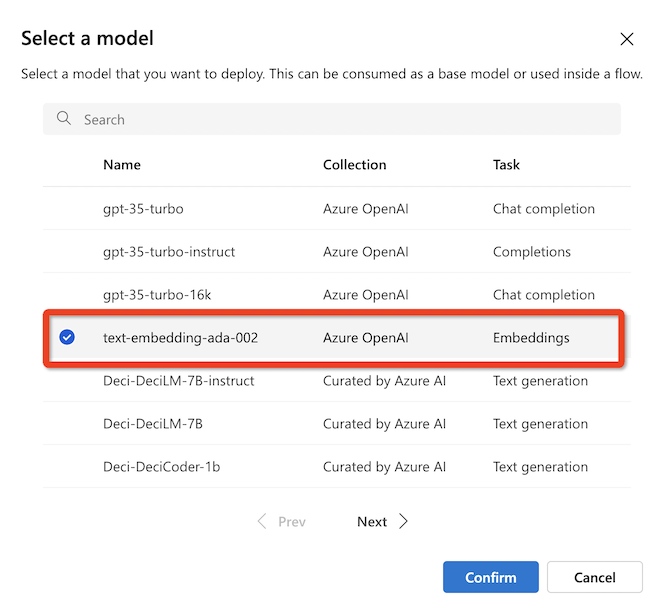 Select a model
Select a model that you want to deploy. This can be consumed as a base model or used inside a flow.
Search
Name Collection Task
gpt-35-turbo Azure OpenAI Chat completion
gpt-35-turbo-instruct Azure OpenAI Completions
gpt-35-turbo-16k Azure OpenAI Chat completion
text-embedding-ada-002 Azure OpenAI Embeddings
Deci-DeciLM-7B-instruct Curated by Azure AI Text generation
Deci-DeciLM-7B Curated by Azure AI Text generation
Deci-DeciCoder-1b Curated by Azure AI Text generation
Prev Next
Confirm Cancel